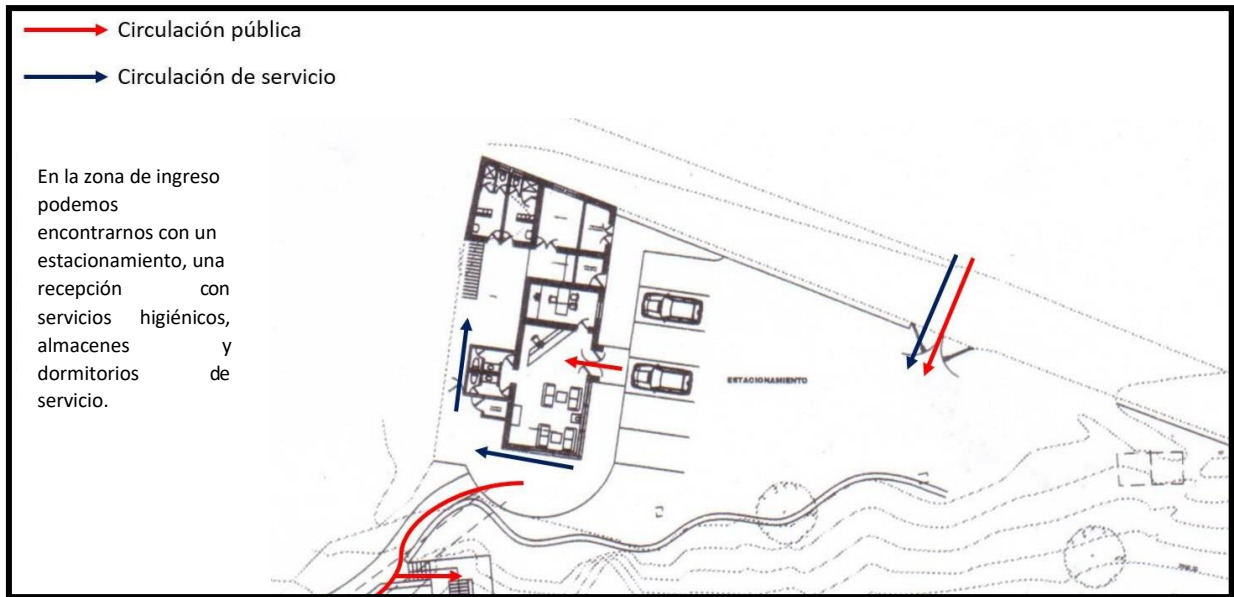 Circulación pública
Circulación de servicio
En la zona de ingreso
podemos
encontrarnos con un
estacionamiento, una
recepción con
servicios higiénicos,
almacenes y
dormitorios de
servicio.
ESTACIONAMIENTO